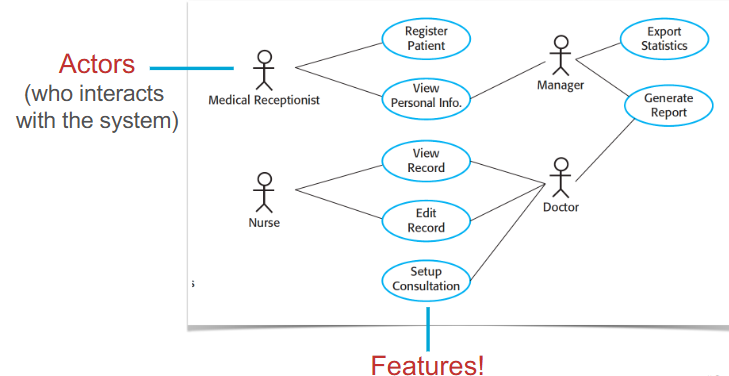 Actors
(who interacts
with the system)
Medical Receptionist
Register
Patient
View
Personal Info.
Manager
Export
Statistics
Generate
Report
Nurse
View
Record
Edit
Record
Setup
Consultation
Doctor
s
Features!